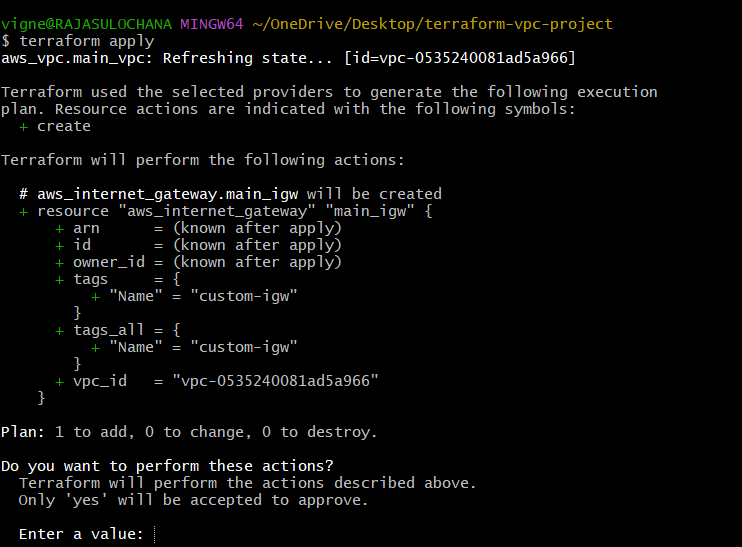 vigne@RAJASULOCHANA MINGW64 ~/OneDrive/Desktop/terraform-vpc-project
$ terraform apply
aws_vpc.main_vpc: Refreshing state... [id=vpc-0535240081ad5a966]
Terraform used the selected providers to generate the following execution
plan. Resource actions are indicated with the following symbols:
  + create
Terraform will perform the following actions:
  # aws_internet_gateway.main_igw will be created
  + resource "aws_internet_gateway" "main_igw" {
      + arn      = (known after apply)
      + id       = (known after apply)
      + owner_id = (known after apply)
      + tags     = {
          + "Name" = "custom-igw"
        }
      + tags_all = {
          + "Name" = "custom-igw"
        }
      + vpc_id   = "vpc-0535240081ad5a966"
    }
Plan: 1 to add, 0 to change, 0 to destroy.
Do you want to perform these actions?
  Terraform will perform the actions described above.
  Only 'yes' will be accepted to approve.
  Enter a value: